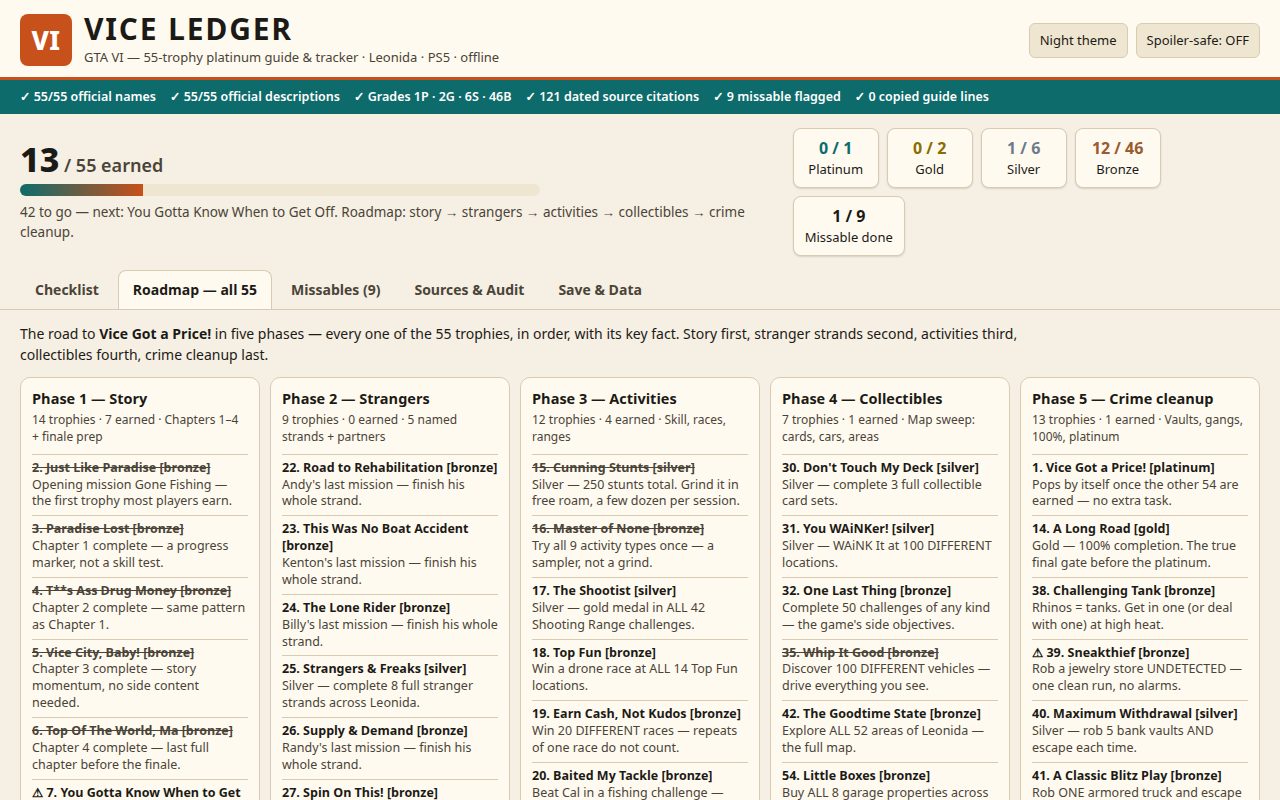 VI
VICE LEDGER
GTA VI — 55-trophy platinum guide & tracker · Leonida · PS5 · offline
Night theme
Spoiler-safe: OFF
✓ 55/55 official names ✓ 55/55 official descriptions ✓ Grades 1P · 2G · 6S · 46B ✓ 121 dated source citations ✓ 9 missable flagged ✓ 0 copied guide lines
13 / 55 earned
42 to go — next: You Gotta Know When to Get Off. Roadmap: story → strangers → activities → collectibles → crime
cleanup.
0 / 1
Platinum
0 / 2
Gold
1 / 6
Silver
12 / 46
Bronze
1 / 9
Missable done
Checklist
Roadmap — all 55
Missables (9)
Sources & Audit
Save & Data
The road to Vice Got a Price! in five phases — every one of the 55 trophies, in order, with its key fact. Story first, stranger strands second, activities third,
collectibles fourth, crime cleanup last.
Phase 1 — Story
14 trophies · 7 earned · Chapters 1–4
+ finale prep
2. Just Like Paradise [bronze]
Opening mission Gone Fishing —
the first trophy most players earn.
3. Paradise Lost [bronze]
Chapter 1 complete — a progress
marker, not a skill test.
4. T**s Ass Drug Money [bronze]
Chapter 2 complete — same pattern
as Chapter 1.
5. Vice City, Baby! [bronze]
Chapter 3 complete — story
momentum, no side content
needed.
6. Top Of The World, Ma [bronze]
Chapter 4 complete — last full
chapter before the finale.
⚠ 7. You Gotta Know When to Get
Phase 2 — Strangers
9 trophies · 0 earned · 5 named
strands + partners
22. Road to Rehabilitation [bronze]
Andy's last mission — finish his
whole strand.
23. This Was No Boat Accident
[bronze]
Kenton's last mission — finish his
whole strand.
24. The Lone Rider [bronze]
Billy's last mission — finish his whole
strand.
25. Strangers & Freaks [silver]
Silver — complete 8 full stranger
strands across Leonida.
26. Supply & Demand [bronze]
Randy's last mission — finish his
whole strand.
27. Spin On This! [bronze]
Phase 3 — Activities
12 trophies · 4 earned · Skill, races,
ranges
15. Cunning Stunts [silver]
Silver — 250 stunts total. Grind it in
free roam, a few dozen per session.
16. Master of None [bronze]
Try all 9 activity types once — a
sampler, not a grind.
17. The Shootist [silver]
Silver — gold medal in ALL 42
Shooting Range challenges.
18. Top Fun [bronze]
Win a drone race at ALL 14 Top Fun
locations.
19. Earn Cash, Not Kudos [bronze]
Win 20 DIFFERENT races — repeats
of one race do not count.
20. Baited My Tackle [bronze]
Beat Cal in a fishing challenge —
Phase 4 — Collectibles
7 trophies · 1 earned · Map sweep:
cards, cars, areas
30. Don't Touch My Deck [silver]
Silver — complete 3 full collectible
card sets.
31. You WAiNKer! [silver]
Silver — WAiNK It at 100 DIFFERENT
locations.
32. One Last Thing [bronze]
Complete 50 challenges of any kind
— the game's side objectives.
35. Whip It Good [bronze]
Discover 100 DIFFERENT vehicles —
drive everything you see.
42. The Goodtime State [bronze]
Explore ALL 52 areas of Leonida —
the full map.
54. Little Boxes [bronze]
Buy ALL 8 garage properties across
Phase 5 — Crime cleanup
13 trophies · 1 earned · Vaults, gangs,
100%, platinum
1. Vice Got a Price! [platinum]
Pops by itself once the other 54 are
earned — no extra task.
14. A Long Road [gold]
Gold — 100% completion. The true
final gate before the platinum.
38. Challenging Tank [bronze]
Rhinos = tanks. Get in one (or deal
with one) at high heat.
⚠ 39. Sneakthief [bronze]
Rob a jewelry store UNDETECTED —
one clean run, no alarms.
40. Maximum Withdrawal [silver]
Silver — rob 5 bank vaults AND
escape each time.
41. A Classic Blitz Play [bronze]
Rob ONE armored truck and escape